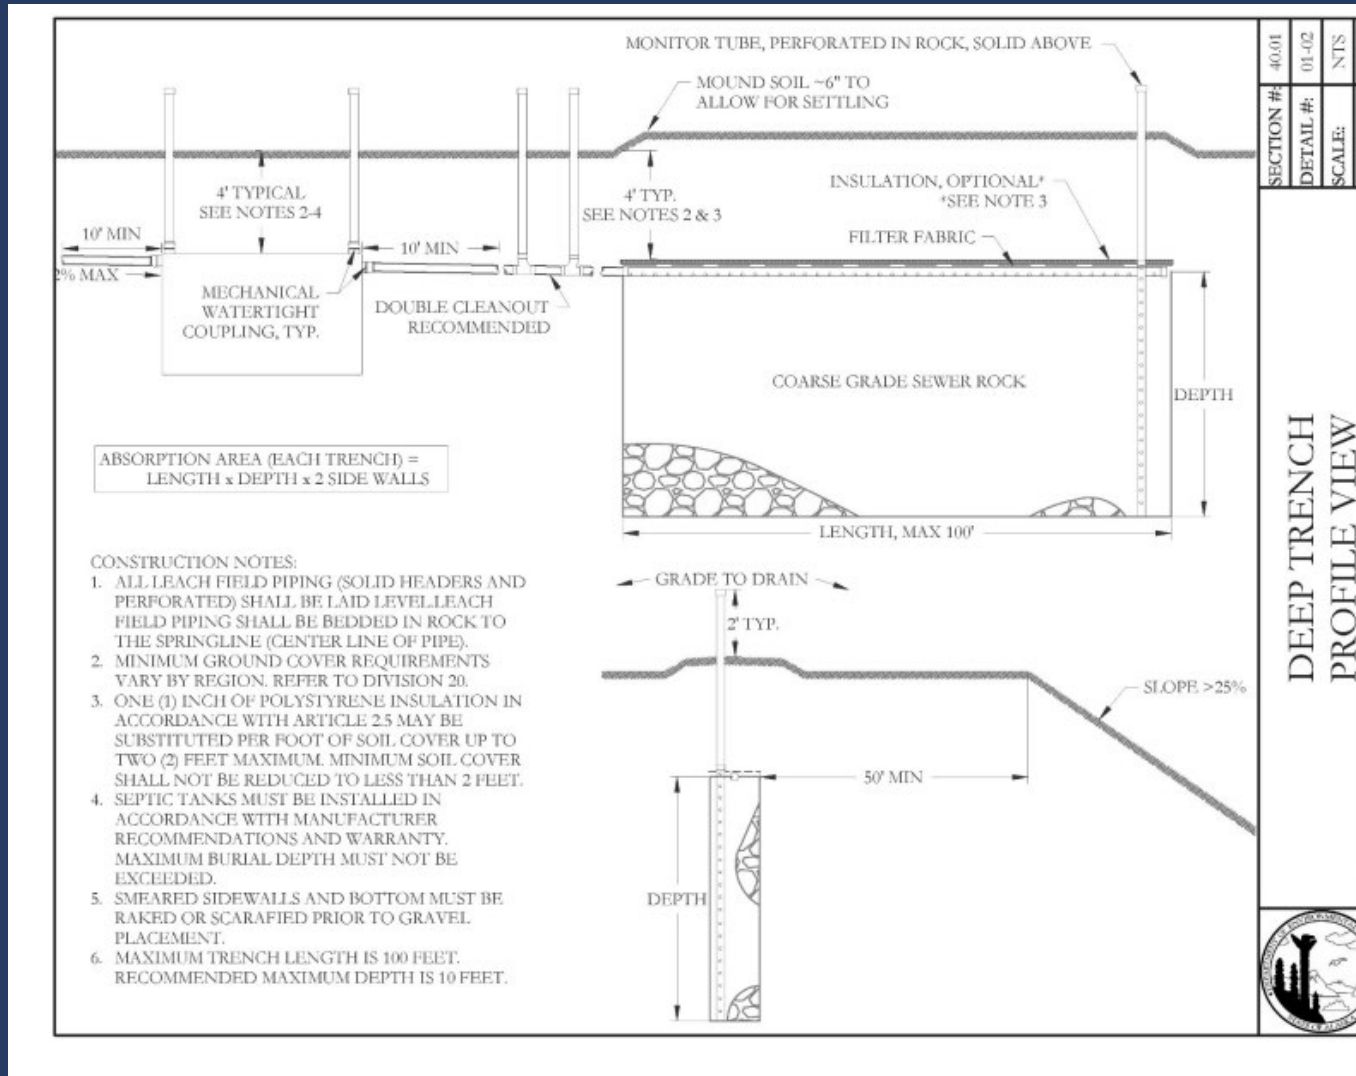 MONITOR TUBE, PERFORATED IN ROCK, SOLID ABOVE
MOUND SOIL ~6" TO
ALLOW FOR SETTLING
4' TYPICAL
SEE NOTES 2-4
4' TYP.
SEE NOTES 2 & 3
INSULATION, OPTIONAL*
*SEE NOTE 3
FILTER FABRIC
10' MIN
10' MIN
2% MAX
MECHANICAL
WATERTIGHT
COUPLING, TYP.
DOUBLE CLEANOUT
RECOMMENDED
COARSE GRADE SEWER ROCK
DEPTH
LENGTH, MAX 100'
ABSORPTION AREA (EACH TRENCH) =
LENGTH x DEPTH x 2 SIDE WALLS
CONSTRUCTION NOTES:
1. ALL LEACH FIELD PIPING (SOLID HEADERS AND
PERFORATED) SHALL BE LAID LEVEL.LEACH
FIELD PIPING SHALL BE BEDDED IN ROCK TO
THE SPRINGLINE (CENTER LINE OF PIPE).
2. MINIMUM GROUND COVER REQUIREMENTS
VARY BY REGION. REFER TO DIVISION 20.
3. ONE (1) INCH OF POLYSTYRENE INSULATION IN
ACCORDANCE WITH ARTICLE 2.5 MAY BE
SUBSTITUTED PER FOOT OF SOIL COVER UP TO
TWO (2) FEET MAXIMUM. MINIMUM SOIL COVER
SHALL NOT BE REDUCED TO LESS THAN 2 FEET.
4. SEPTIC TANKS MUST BE INSTALLED IN
ACCORDANCE WITH MANUFACTURER
RECOMMENDATIONS AND WARRANTY.
MAXIMUM BURIAL DEPTH MUST NOT BE
EXCEEDED.
5. SMEARED SIDEWALLS AND BOTTOM MUST BE
RAKED OR SCARAFIED PRIOR TO GRAVEL
PLACEMENT.
6. MAXIMUM TRENCH LENGTH IS 100 FEET.
RECOMMENDED MAXIMUM DEPTH IS 10 FEET.
GRADE TO DRAIN
2' TYP.
SLOPE >25%
50' MIN
DEPTH
SECTION #: 40.01
DETAIL #: 01-02
SCALE: NTS
DEEP TRENCH
PROFILE VIEW